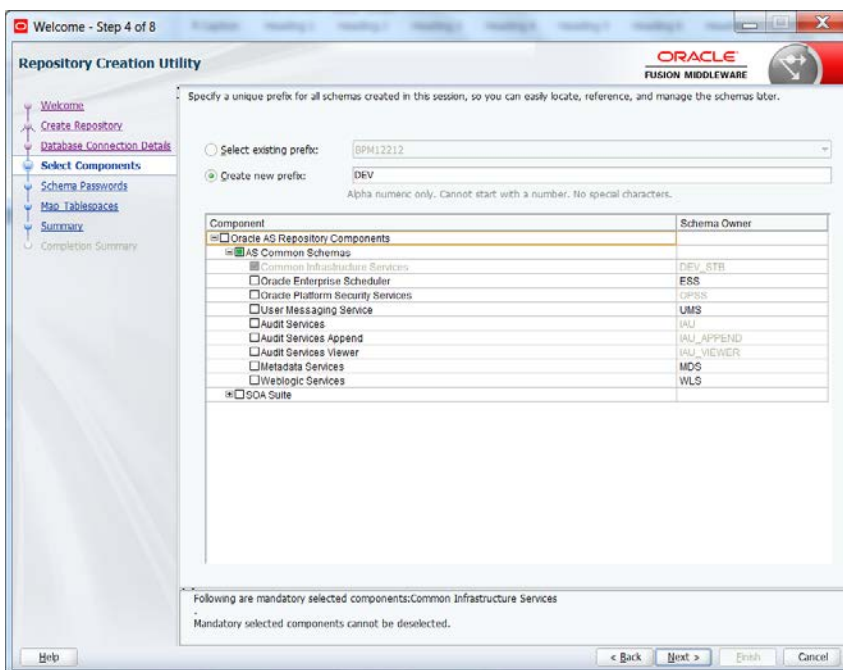 Welcome - Step 4 of 8
Repository Creation Utility
ORACLE
FUSION MIDDLEWARE
Welcome
Create Repository
Database Connection Details
Select Components
Schema Passwords
Map Tablespaces
Summary
Completion Summary
Specify a unique prefix for all schemas created in this session, so you can easily locate, reference, and manage the schemas later.
Select existing prefix: BPM12212
Create new prefix: DEV
Alpha numeric only. Cannot start with a number. No special characters.
Component Schema Owner
Oracle AS Repository Components
AS Common Schemas
Common Infrastructure Services DEV_STB
Oracle Enterprise Scheduler ESS
Oracle Platform Security Services OPSS
User Messaging Service UMS
Audit Services IAU
Audit Services Append IAU_APPEND
Audit Services Viewer IAU_VIEWER
Metadata Services MDS
Weblogic Services WLS
SOA Suite
Following are mandatory selected components:Common Infrastructure Services
.
Mandatory selected components cannot be deselected.
Help < Back Next > Finish Cancel